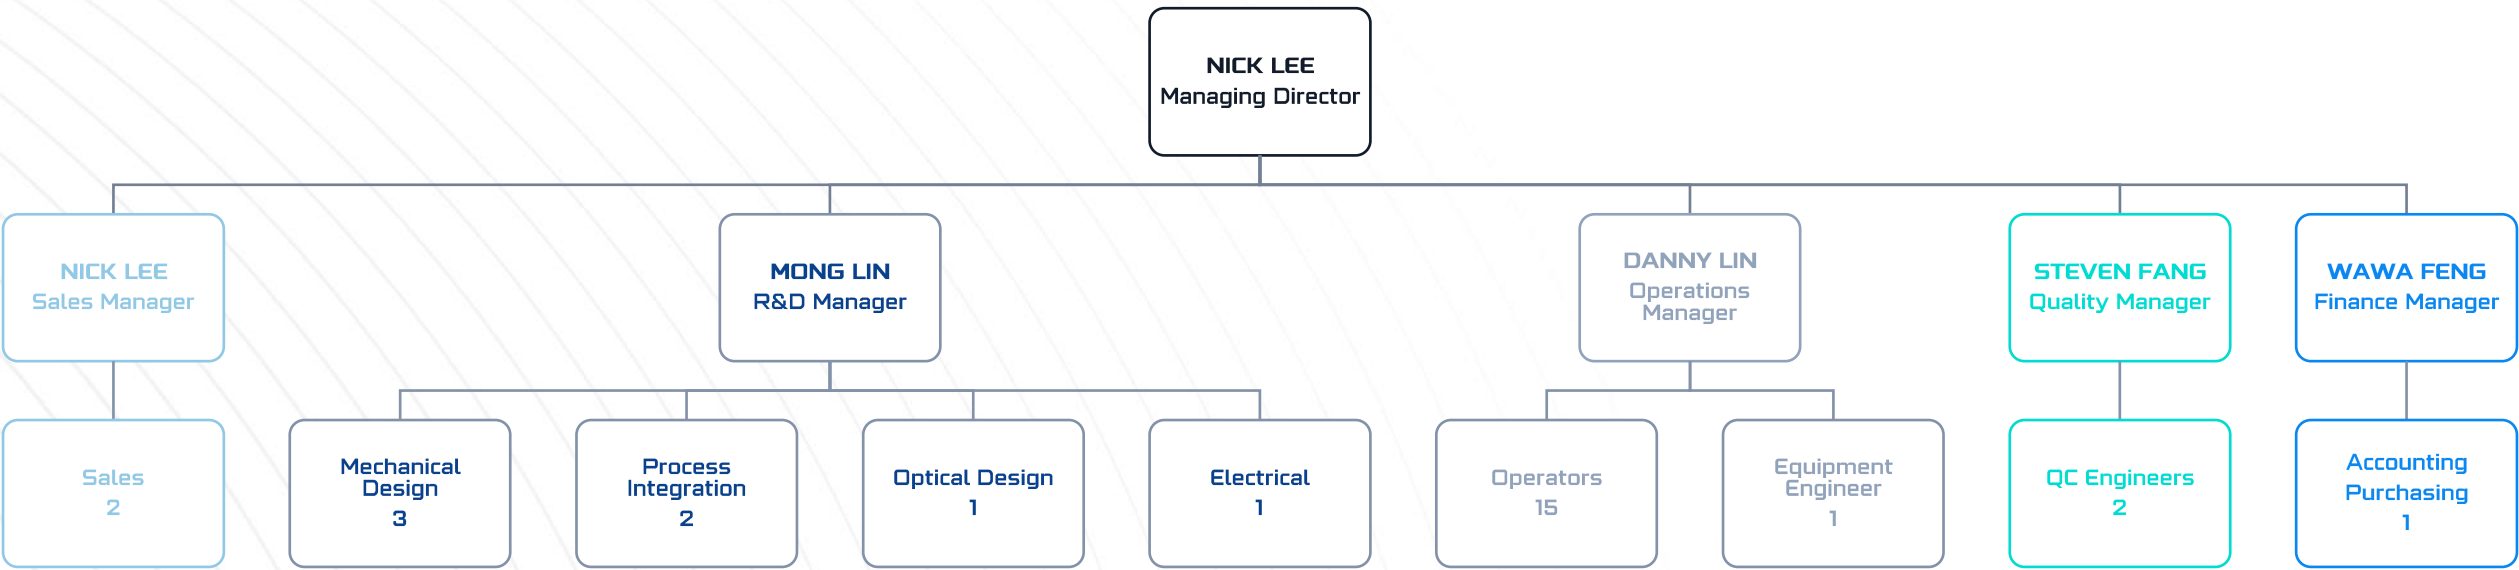 NICK LEE
Managing Director
NICK LEE
Sales Manager
MONG LIN
R&D Manager
DANNY LIN
Operations
Manager
STEVEN FANG
Quality Manager
WAWA FENG
Finance Manager
Sales
2
Mechanical
Design
3
Process
Integration
2
Optical Design
1
Electrical
1
Operators
15
Equipment
Engineer
1
QC Engineers
2
Accounting
Purchasing
1